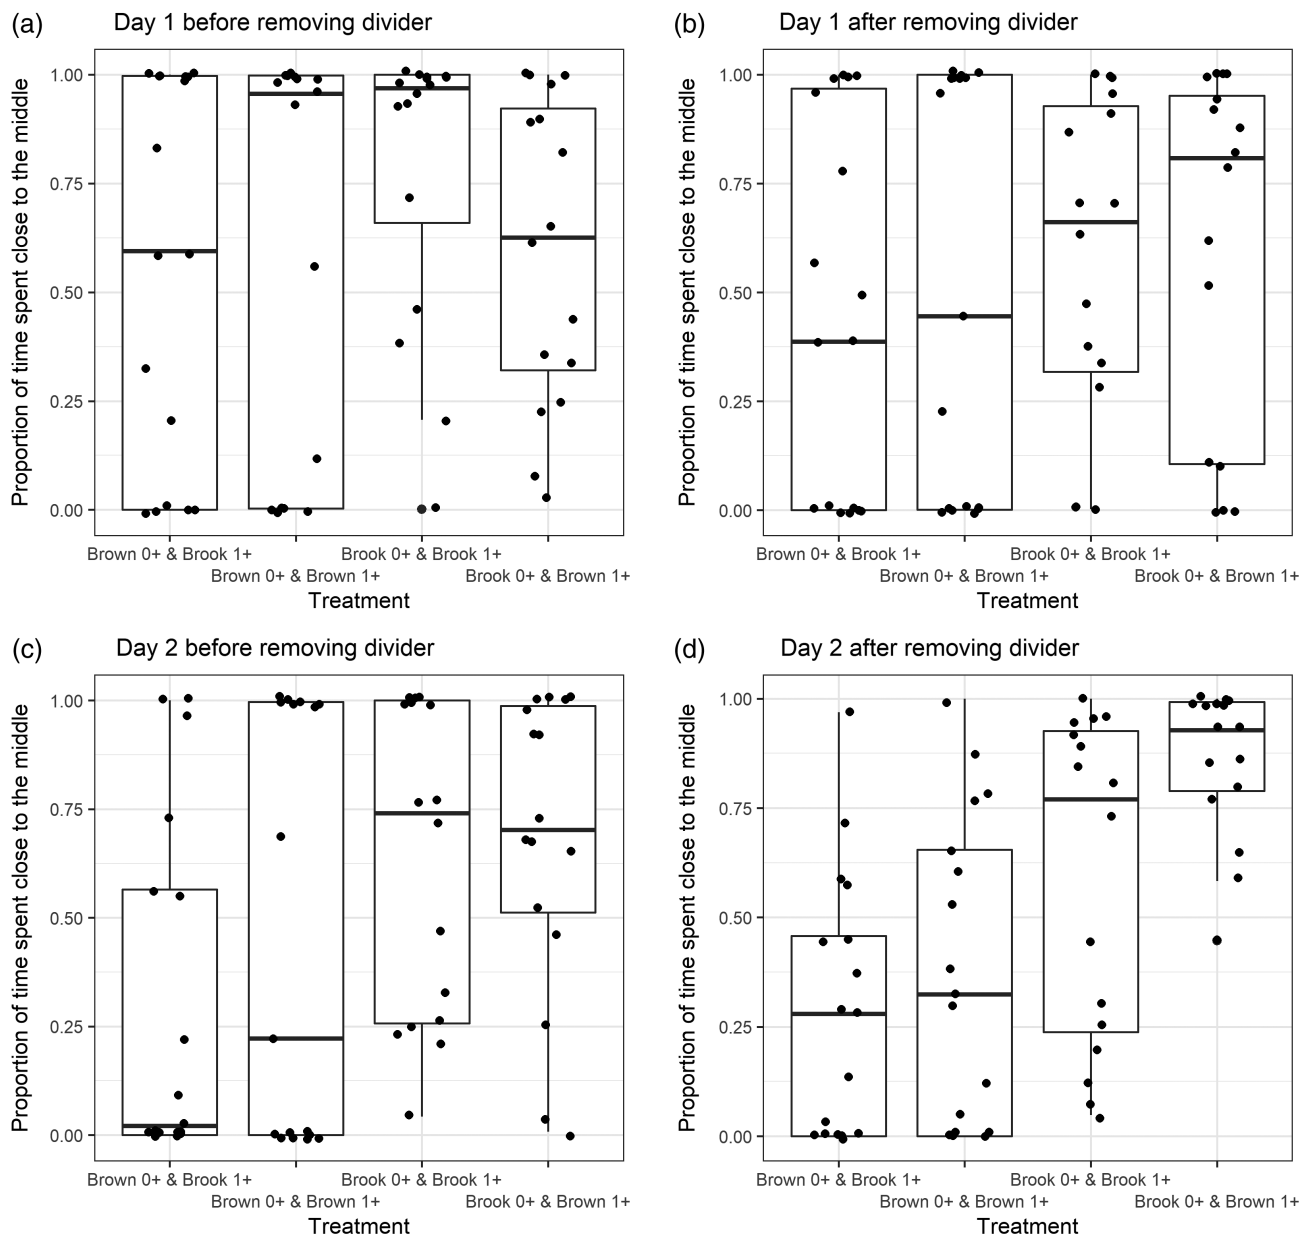 (a) Day 1 before removing divider
Proportion of time spent close to the middle
1.00
0.75
0.50
0.25
0.00
Brown 0+ & Brook 1+
Brown 0+ & Brown 1+
Brook 0+ & Brook 1+
Brook 0+ & Brown 1+
Treatment
(b) Day 1 after removing divider
Proportion of time spent close to the middle
1.00
0.75
0.50
0.25
0.00
Brown 0+ & Brook 1+
Brown 0+ & Brown 1+
Brook 0+ & Brook 1+
Brook 0+ & Brown 1+
Treatment
(c) Day 2 before removing divider
Proportion of time spent close to the middle
1.00
0.75
0.50
0.25
0.00
Brown 0+ & Brook 1+
Brown 0+ & Brown 1+
Brook 0+ & Brook 1+
Brook 0+ & Brown 1+
Treatment
(d) Day 2 after removing divider
Proportion of time spent close to the middle
1.00
0.75
0.50
0.25
0.00
Brown 0+ & Brook 1+
Brown 0+ & Brown 1+
Brook 0+ & Brook 1+
Brook 0+ & Brown 1+
Treatment